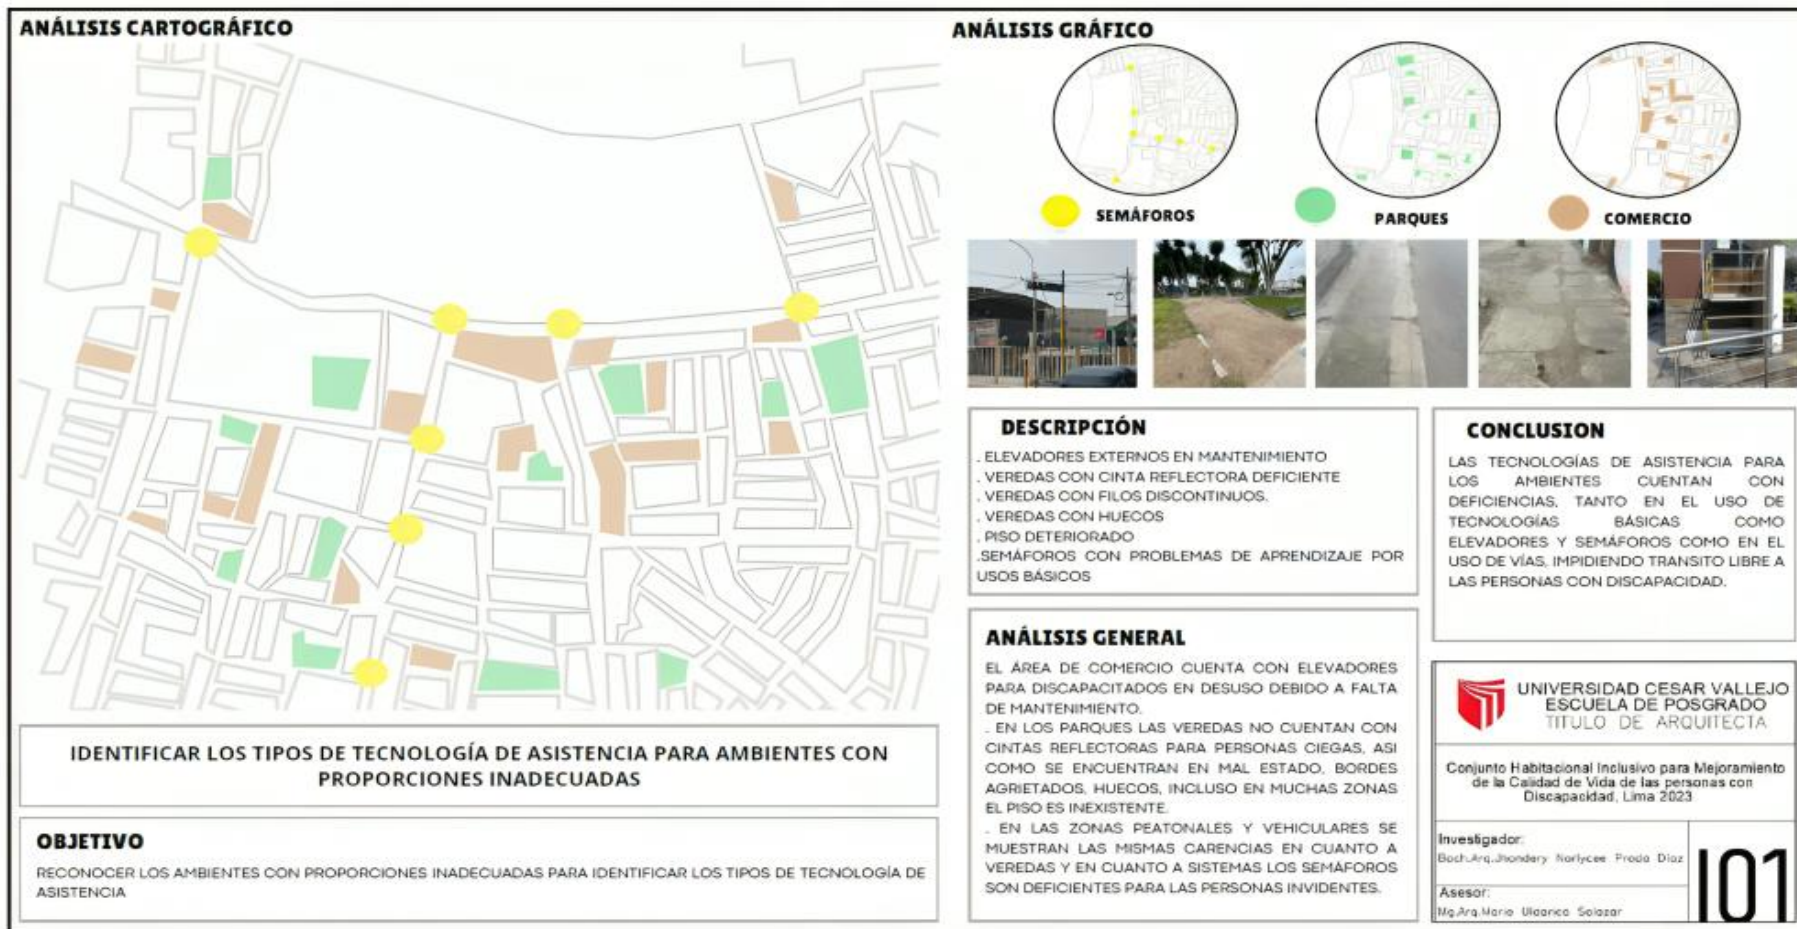 ANÁLISIS CARTOGRÁFICO
IDENTIFICAR LOS TIPOS DE TECNOLOGÍA DE ASISTENCIA PARA AMBIENTES CON
PROPORCIONES INADECUADAS
OBJETIVO
RECONOCER LOS AMBIENTES CON PROPORCIONES INADECUADAS PARA IDENTIFICAR LOS TIPOS DE TECNOLOGÍA DE
ASISTENCIA
ANÁLISIS GRÁFICO
SEMÁFOROS
PARQUES
COMERCIO
DESCRIPCIÓN
. ELEVADORES EXTERNOS EN MANTENIMIENTO
. VEREDAS CON CINTA REFLECTORA DEFICIENTE
. VEREDAS CON FILOS DISCONTINUOS.
. VEREDAS CON HUECOS
. PISO DETERIORADO
.SEMÁFOROS CON PROBLEMAS DE APRENDIZAJE POR
USOS BÁSICOS
ANÁLISIS GENERAL
EL ÁREA DE COMERCIO CUENTA CON ELEVADORES
PARA DISCAPACITADOS EN DESUSO DEBIDO A FALTA
DE MANTENIMIENTO.
. EN LOS PARQUES LAS VEREDAS NO CUENTAN CON
CINTAS REFLECTORAS PARA PERSONAS CIEGAS, ASI
COMO SE ENCUENTRAN EN MAL ESTADO, BORDES
AGRIETADOS, HUECOS, INCLUSO EN MUCHAS ZONAS
EL PISO ES INEXISTENTE.
. EN LAS ZONAS PEATONALES Y VEHICULARES SE
MUESTRAN LAS MISMAS CARENCIAS EN CUANTO A
VEREDAS Y EN CUANTO A SISTEMAS LOS SEMÁFOROS
SON DEFICIENTES PARA LAS PERSONAS INVIDENTES.
CONCLUSION
LAS TECNOLOGÍAS DE ASISTENCIA PARA
LOS AMBIENTES CUENTAN CON
DEFICIENCIAS, TANTO EN EL USO DE
TECNOLOGÍAS BÁSICAS COMO
ELEVADORES Y SEMÁFOROS COMO EN EL
USO DE VÍAS, IMPIDIENDO TRANSITO LIBRE A
LAS PERSONAS CON DISCAPACIDAD.
UNIVERSIDAD CESAR VALLEJO
ESCUELA DE POSGRADO
TITULO DE ARQUITECTA
Conjunto Habitacional Inclusivo para Mejoramiento
de la Calidad de Vida de las personas con
Discapacidad, Lima 2023
Investigador:
Bach.Arq.Jhondery Norlycee Prada Diaz
Asesor:
Mg.Arq.Mario Salazar
I01